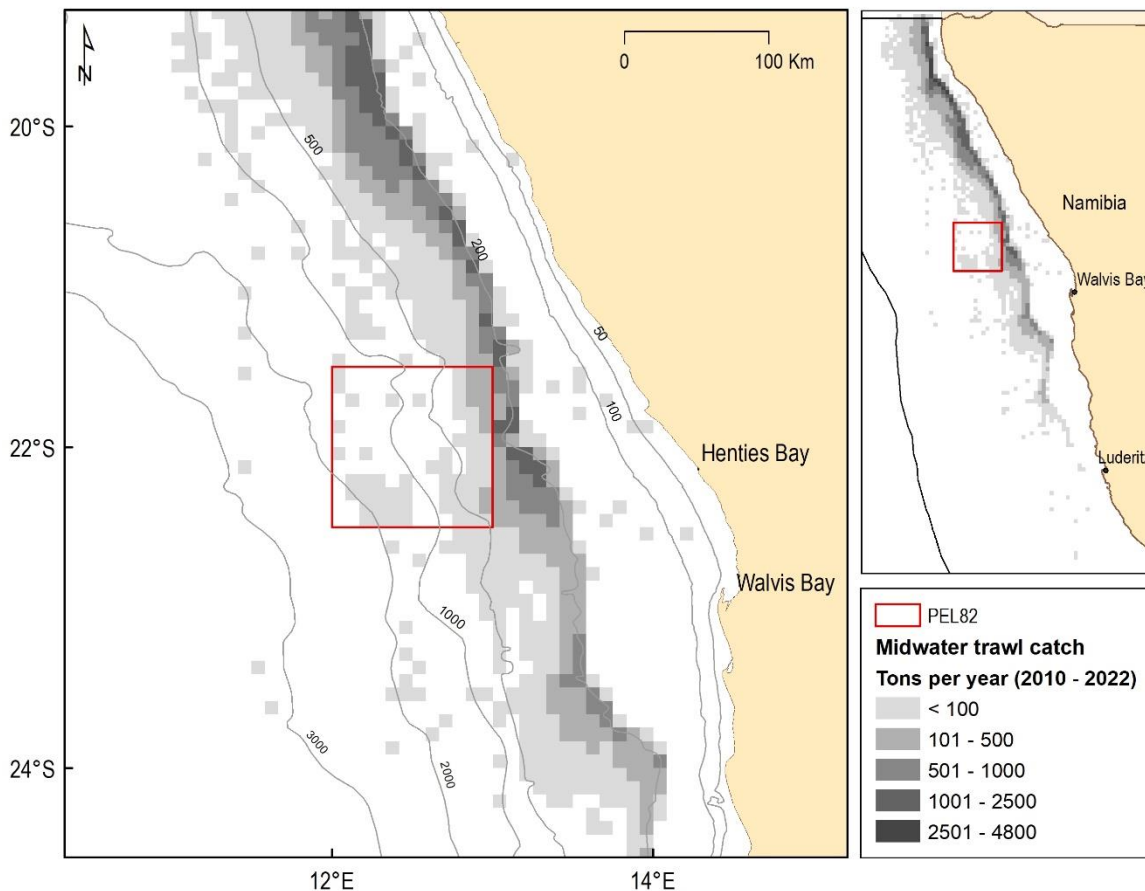 N
0 100 Km
20°S
22°S
24°S
12°E
14°E
500
200
50
100
1000
2000
3000
Henties Bay
Walvis Bay
Namibia
Walvis Bay
Luderit
PEL82
Midwater trawl catch
Tons per year (2010 - 2022)
< 100
101 - 500
501 - 1000
1001 - 2500
2501 - 4800